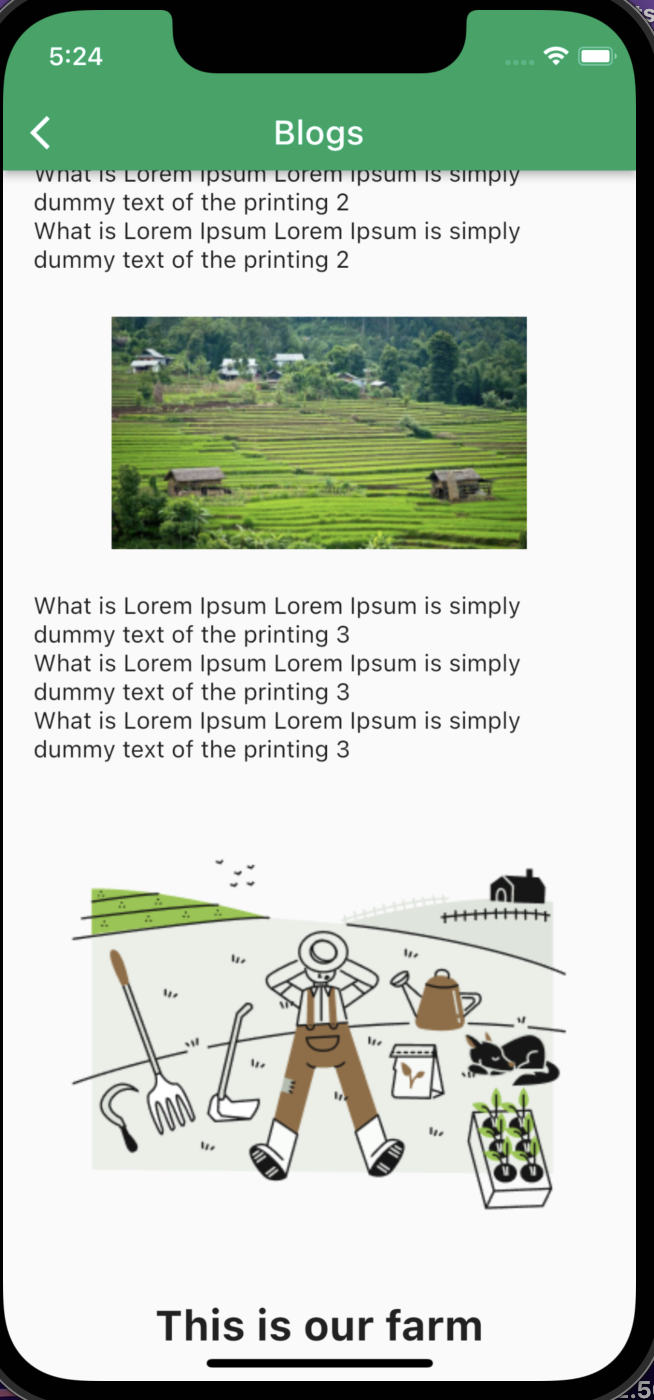 5:24
Blogs
What is Lorem Ipsum Lorem Ipsum is simply
dummy text of the printing 2
What is Lorem Ipsum Lorem Ipsum is simply
dummy text of the printing 2
What is Lorem Ipsum Lorem Ipsum is simply
dummy text of the printing 3
What is Lorem Ipsum Lorem Ipsum is simply
dummy text of the printing 3
What is Lorem Ipsum Lorem Ipsum is simply
dummy text of the printing 3
This is our farm